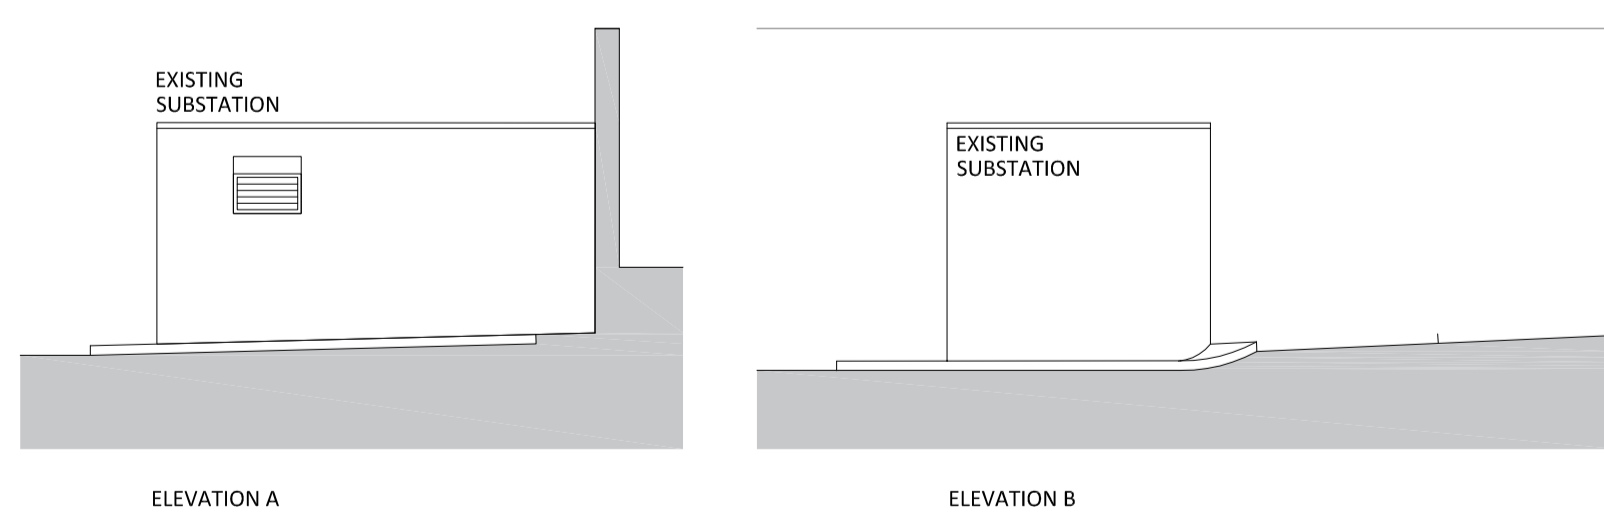 EXISTING
SUBSTATION
EXISTING
SUBSTATION
ELEVATION A
ELEVATION B